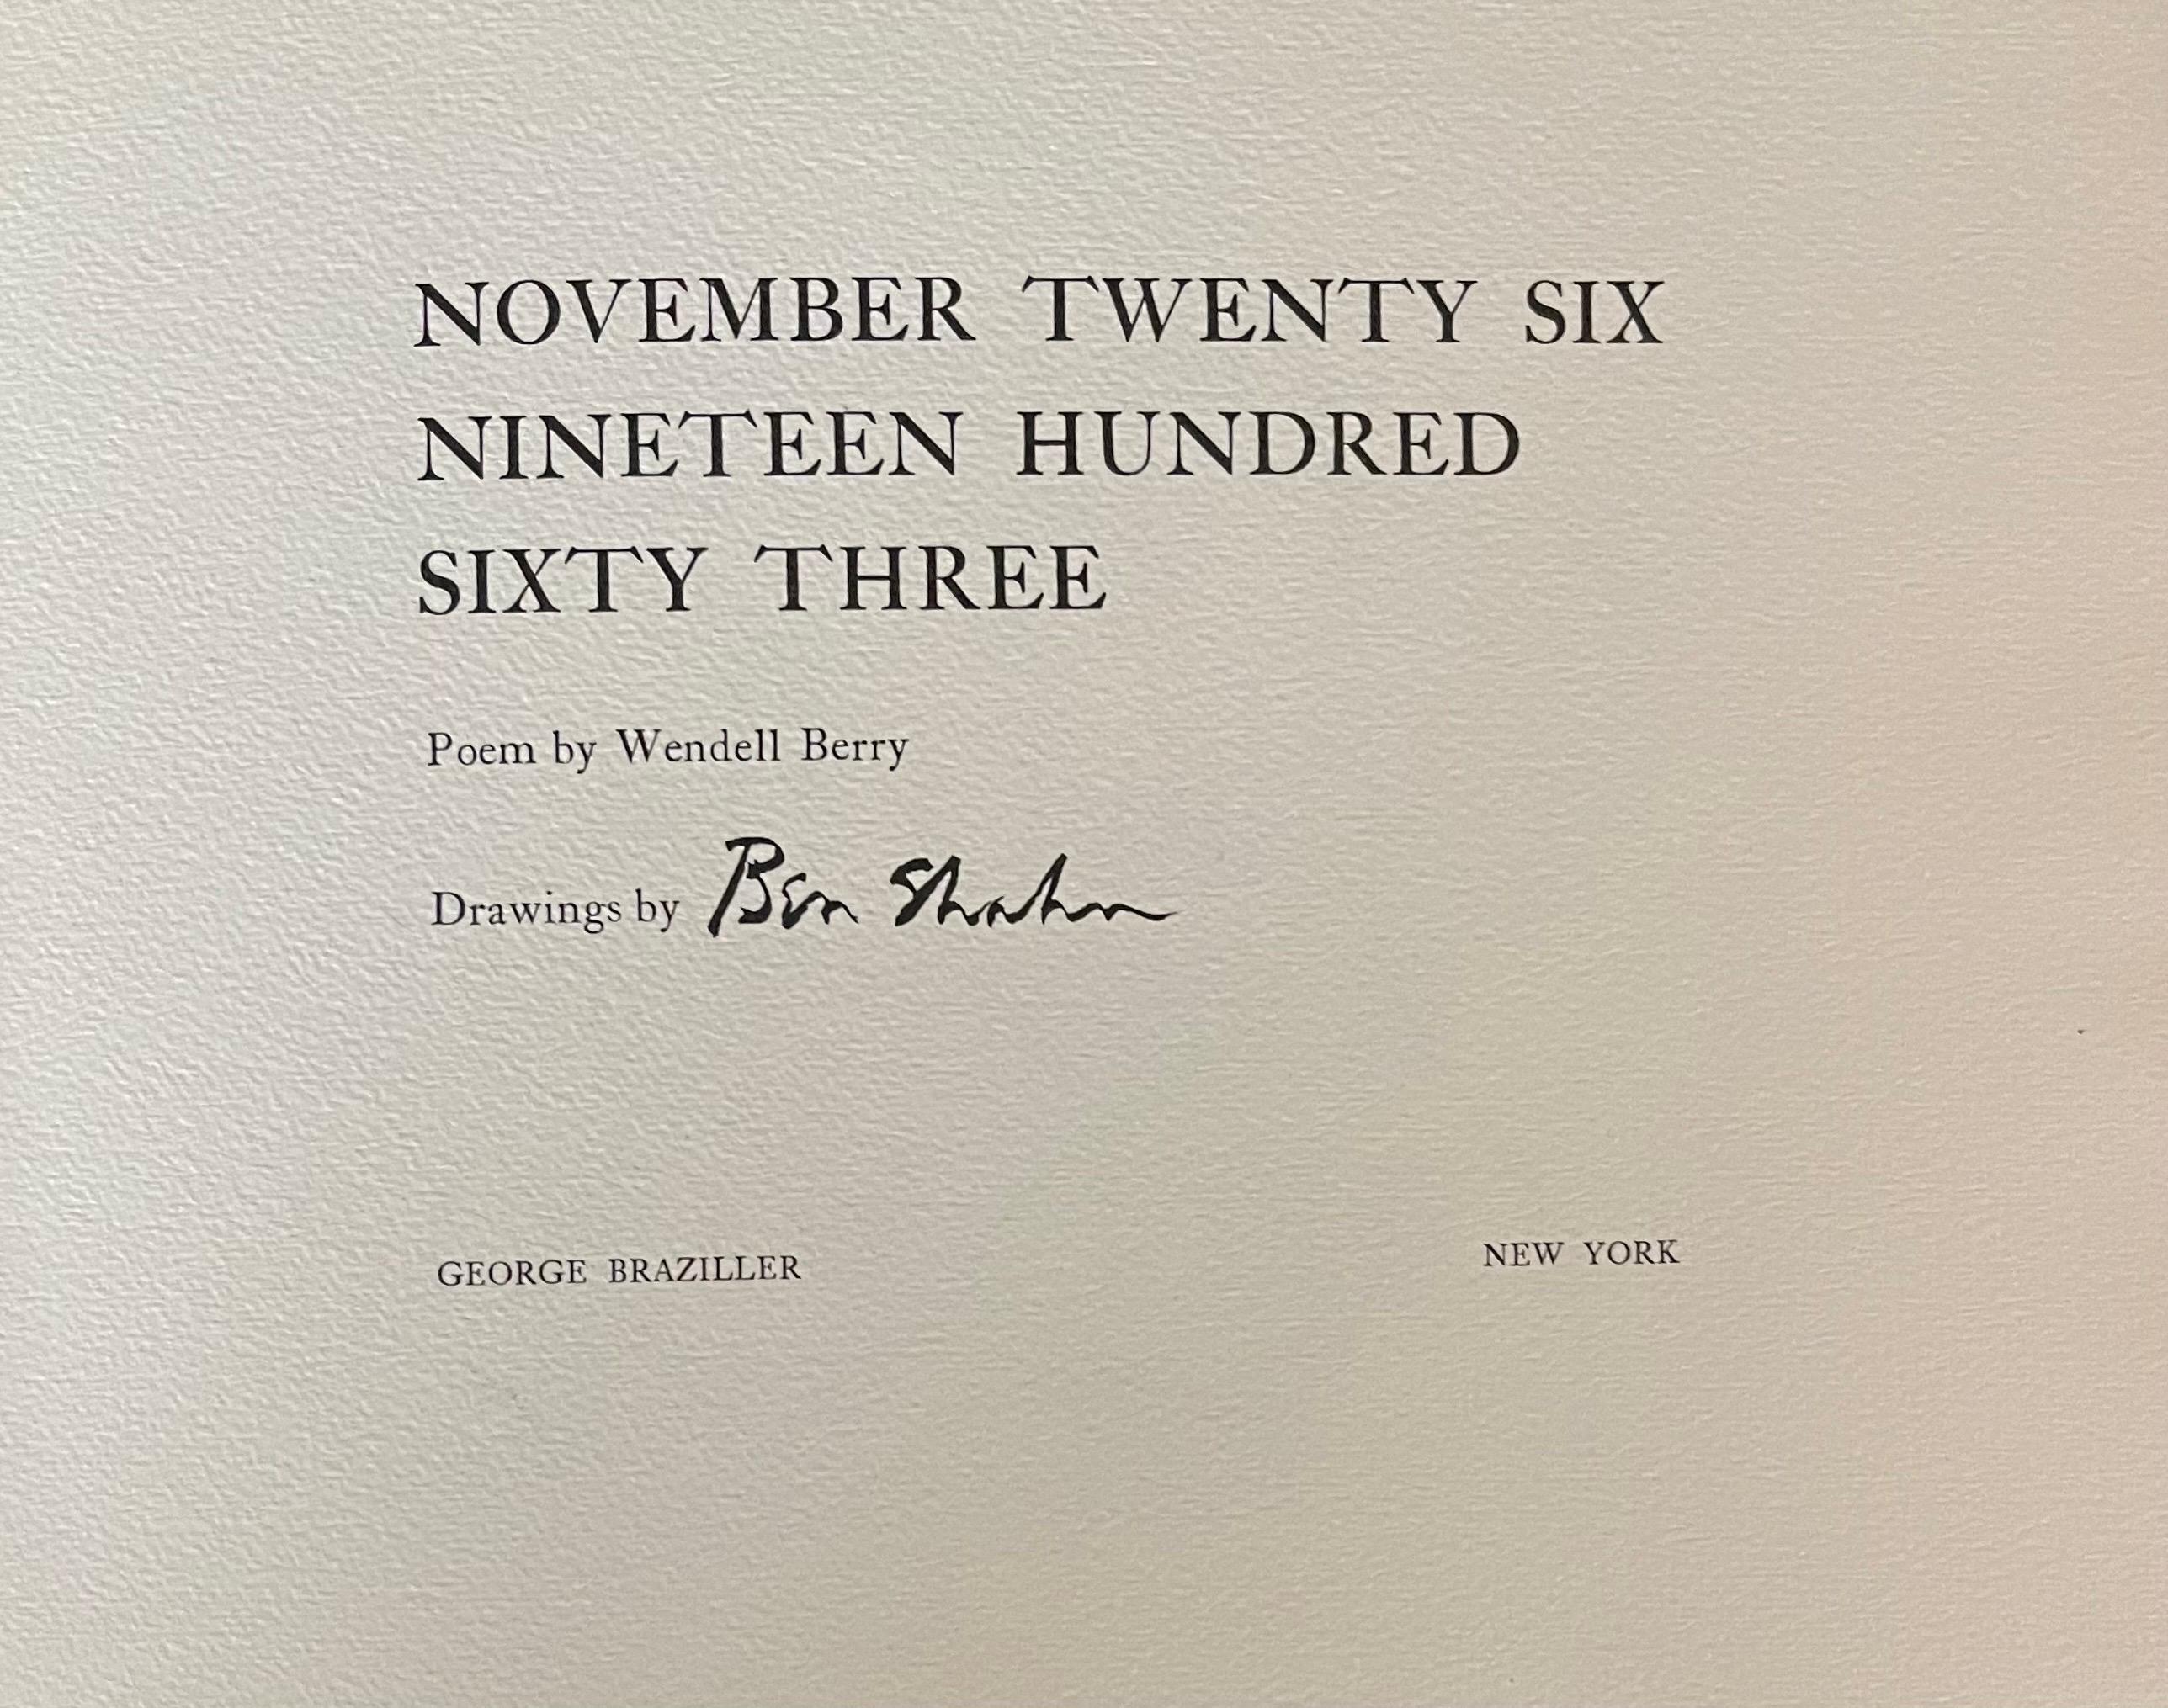 NOVEMBER TWENTY SIX
NINETEEN HUNDRED
SIXTY THREE
Poem by Wendell Berry
Drawings by Ben Shahn
GEORGE BRAZILLER
NEW YORK